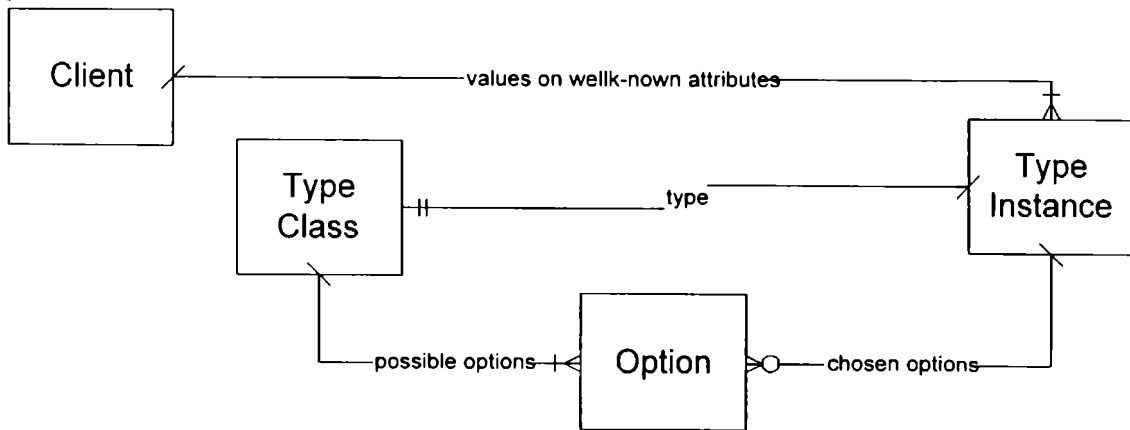 Client
values on wellk-nown attributes
Type
Class
type
Type
Instance
possible options
Option
chosen options